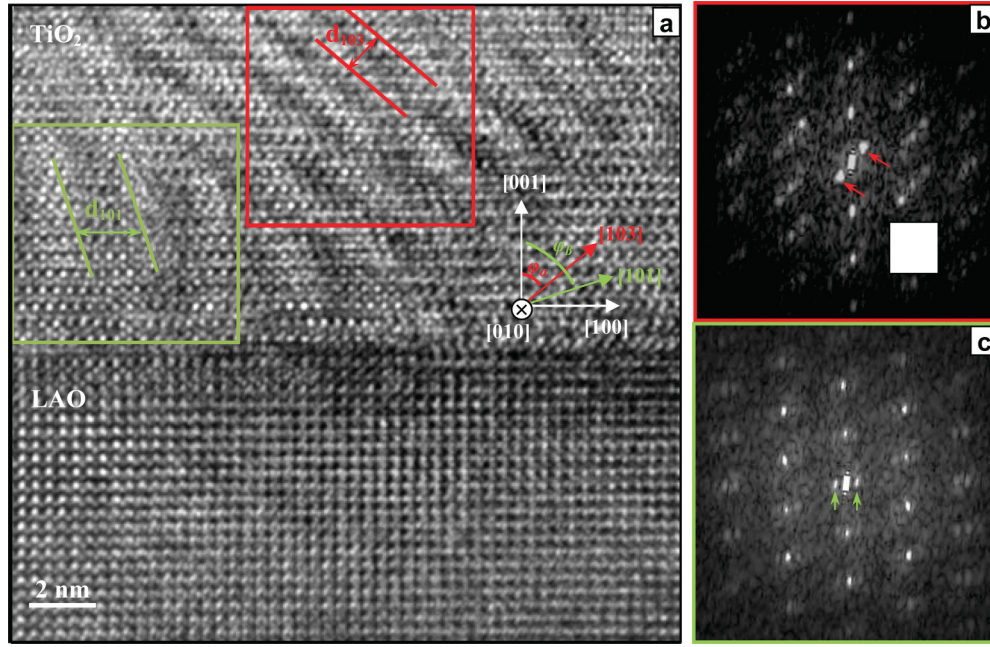 TiO₂
a
d₁₀₃
d₁₀₁
[001]
φb
[103]
φa
[101]
[010]
[100]
LAO
2 nm
b
c